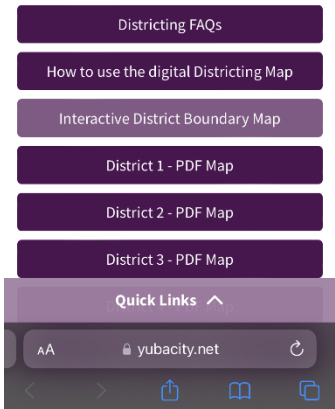 Districting FAQs
How to use the digital Districting Map
Interactive District Boundary Map
District 1 - PDF Map
District 2 - PDF Map
District 3 - PDF Map
Quick Links
AA
yubacity.net